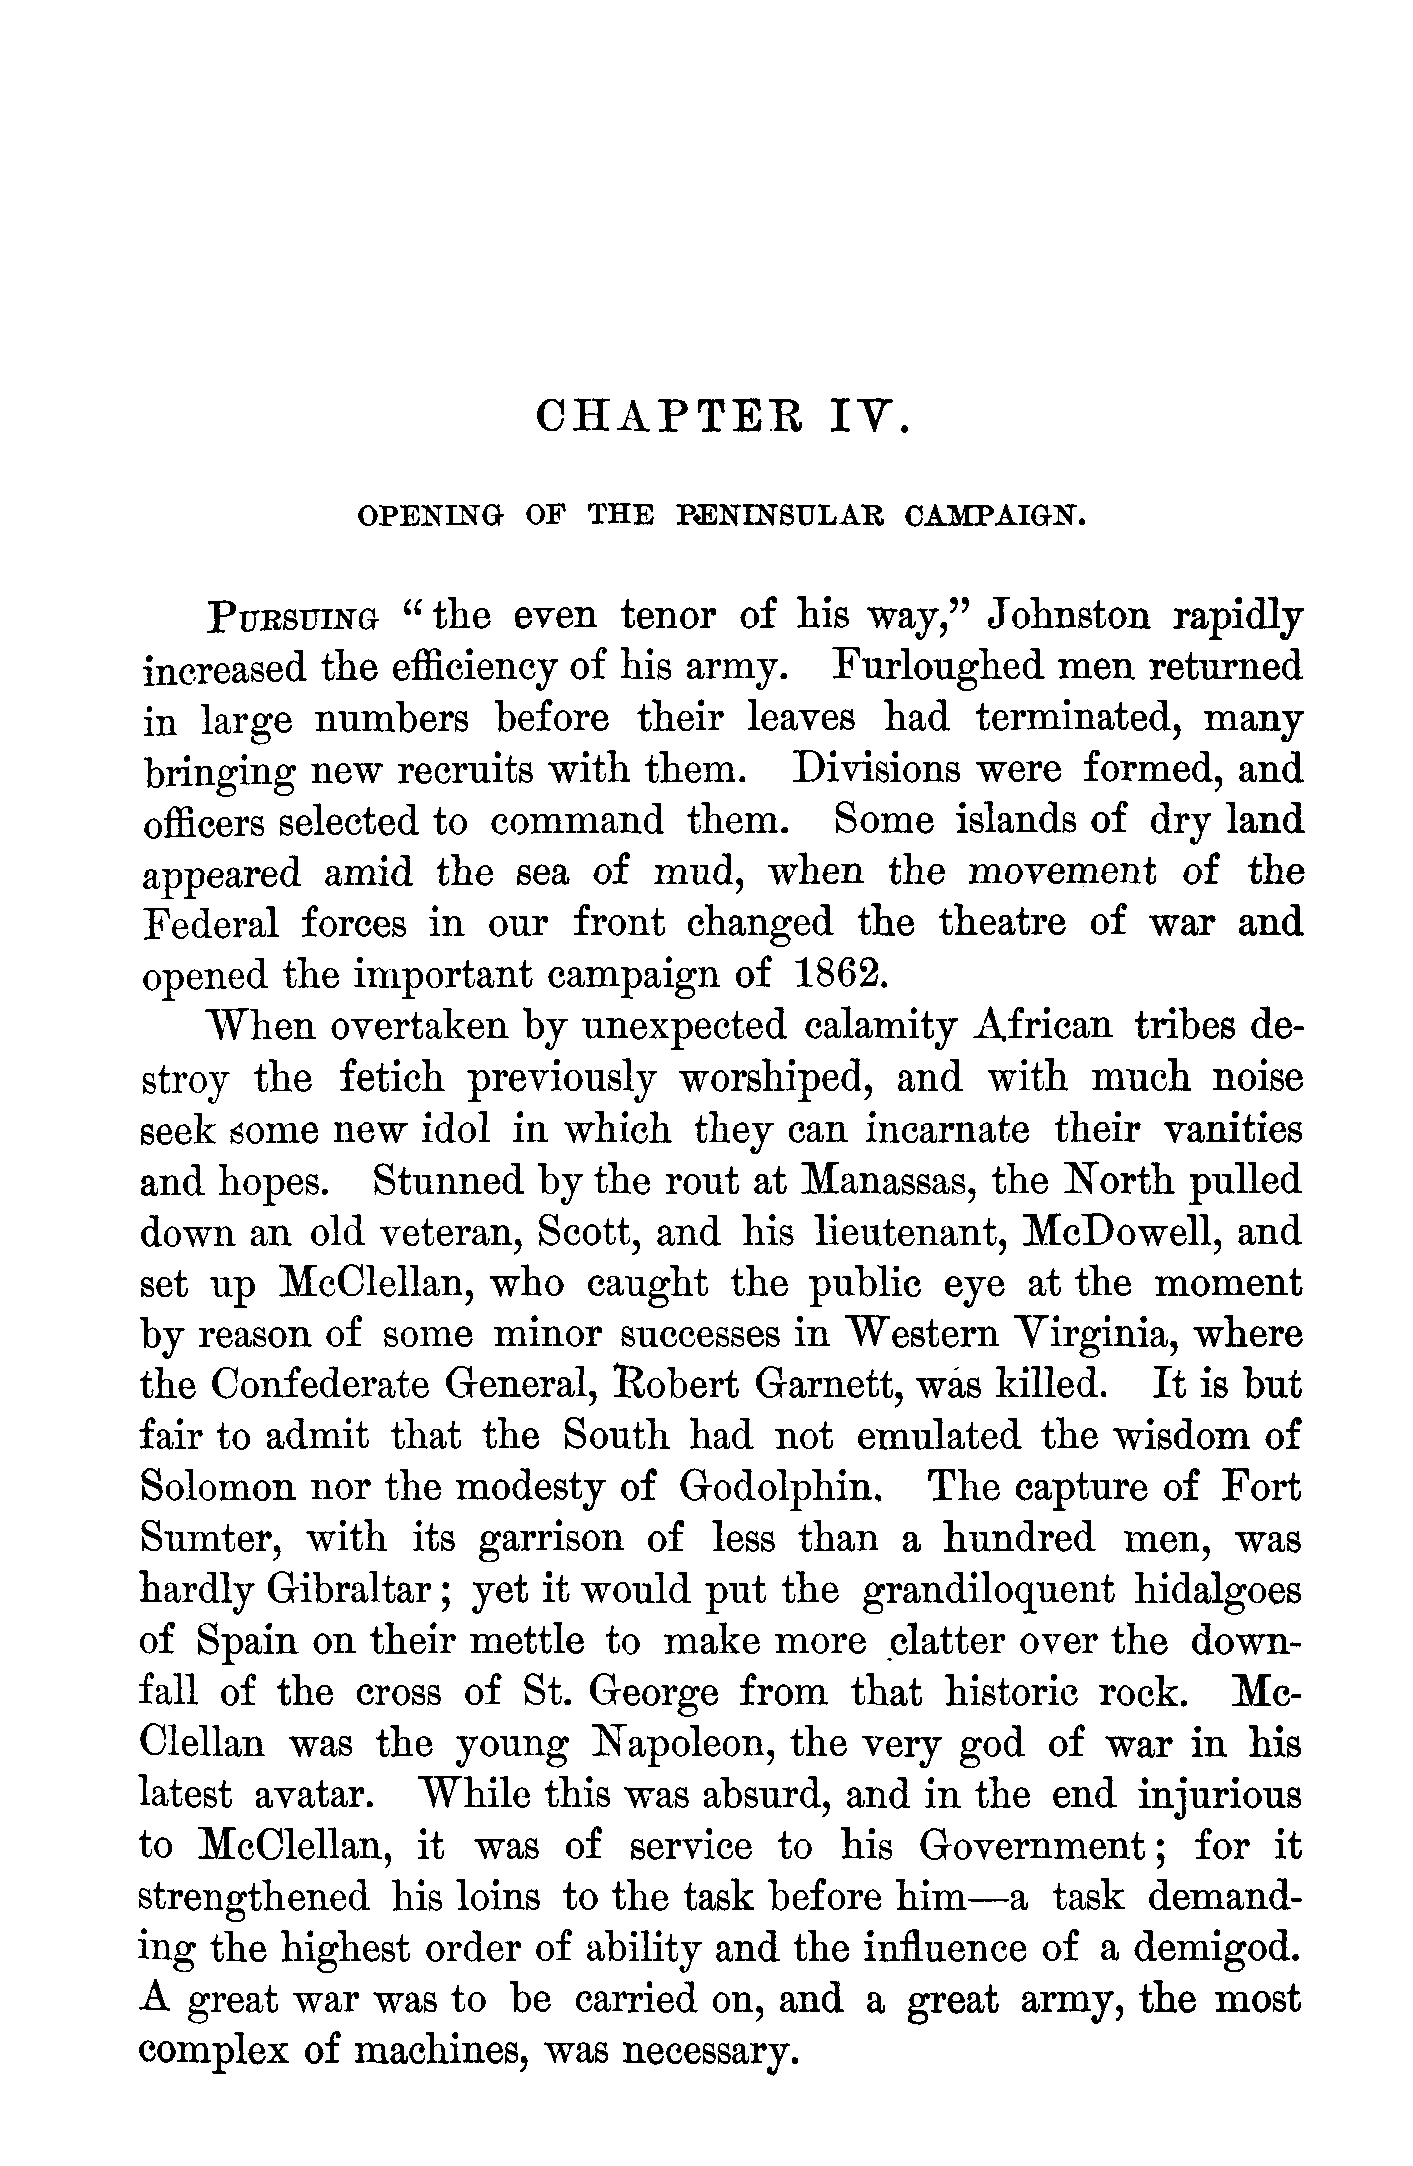 CHAPTER IV.
OPENING OF THE PENINSULAR CAMPAIGN.
PURSUING “the even tenor of his way,” Johnston rapidly
increased the efficiency of his army. Furloughed men returned
in large numbers before their leaves had terminated, many
bringing new recruits with them. Divisions were formed, and
officers selected to command them. Some islands of dry land
appeared amid the sea of mud, when the movement of the
Federal forces in our front changed the theatre of war and
opened the important campaign of 1862.
When overtaken by unexpected calamity African tribes de-
stroy the fetich previously worshiped, and with much noise
seek some new idol in which they can incarnate their vanities
and hopes. Stunned by the rout at Manassas, the North pulled
down an old veteran, Scott, and his lieutenant, McDowell, and
set up McClellan, who caught the public eye at the moment
by reason of some minor successes in Western Virginia, where
the Confederate General, Robert Garnett, was killed. It is but
fair to admit that the South had not emulated the wisdom of
Solomon nor the modesty of Godolphin. The capture of Fort
Sumter, with its garrison of less than a hundred men, was
hardly Gibraltar; yet it would put the grandiloquent hidalgoes
of Spain on their mettle to make more clatter over the down-
fall of the cross of St. George from that historic rock. Mc-
Clellan was the young Napoleon, the very god of war in his
latest avatar. While this was absurd, and in the end injurious
to McClellan, it was of service to his Government; for it
strengthened his loins to the task before him—a task demand-
ing the highest order of ability and the influence of a demigod.
A great war was to be carried on, and a great army, the most
complex of machines, was necessary.